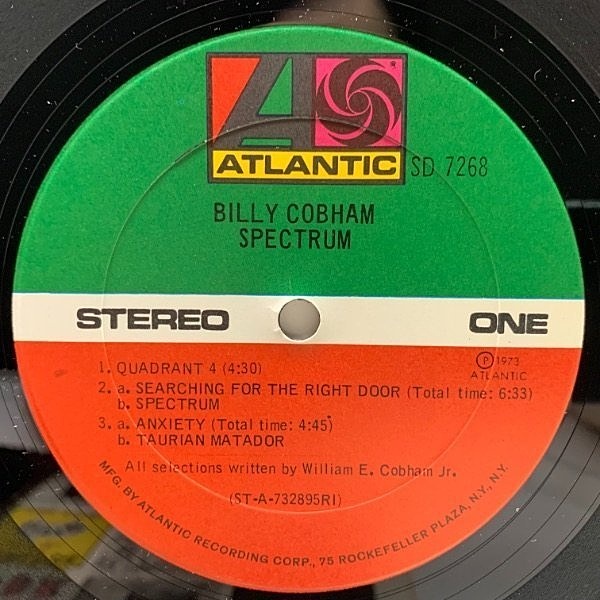 ATLANTIC SD 7268
BILLY COBHAM
SPECTRUM
STEREO ONE
1. QUADRANT 4 (4:30)
Ⓟ1973
ATLANTIC
2. a. SEARCHING FOR THE RIGHT DOOR (Total time: 6:33)
b. SPECTRUM
3. a. ANXIETY (Total time: 4:45)
b. TAURIAN MATADOR
All selections written by William E. Cobham Jr.
(ST-A-732895RI)
MFG. BY ATLANTIC RECORDING CORP., 75 ROCKEFELLER PLAZA, N.Y., N.Y.